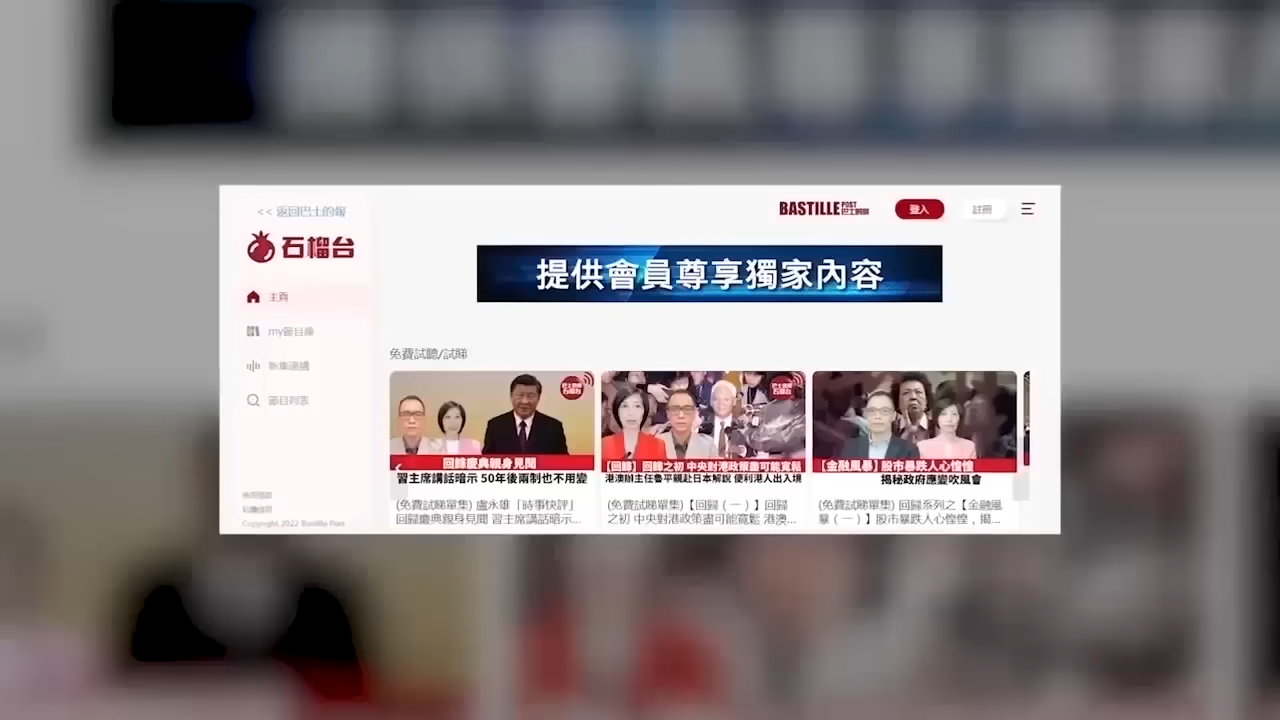 << 返回巴士的報
石榴台
主頁
my節目庫
新集連播
節目列表
BASTILLE POST 巴士的報
登入
註冊
提供會員尊享獨家內容
免費試聽/試睇
回歸慶典親身見聞
習主席講話暗示 50年後兩制也不用變
(免費試睇單集) 盧永雄「時事快評」
回歸慶典親身見聞 習主席講話暗示...
【回歸】回歸之初 中央對港政策盡可能寬鬆
港澳辦主任魯平親赴日本解說 便利港人出入境
(免費試睇單集)【回歸（一）】回歸
之初 中央對港政策盡可能寬鬆 港澳...
【金融風暴】股市暴跌人心惶惶
揭秘政府應變吹風會
(免費試睇單集) 回歸系列之【金融風
暴（一）】股市暴跌人心惶惶，揭...
Copyright 2022 Bastille Post